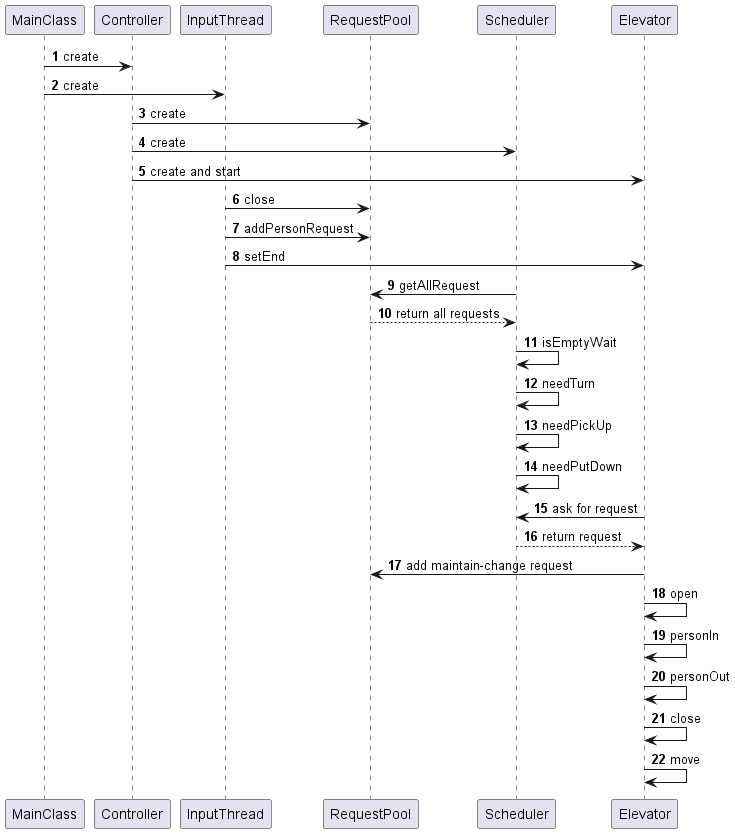 MainClass Controller InputThread RequestPool Scheduler Elevator
1 create
2 create
3 create
4 create
5 create and start
6 close
7 addPersonRequest
8 setEnd
9 getAllRequest
10 return all requests
11 isEmptyWait
12 needTurn
13 needPickUp
14 needPutDown
15 ask for request
16 return request
17 add maintain-change request
18 open
19 personIn
20 personOut
21 close
22 move
MainClass Controller InputThread RequestPool Scheduler Elevator